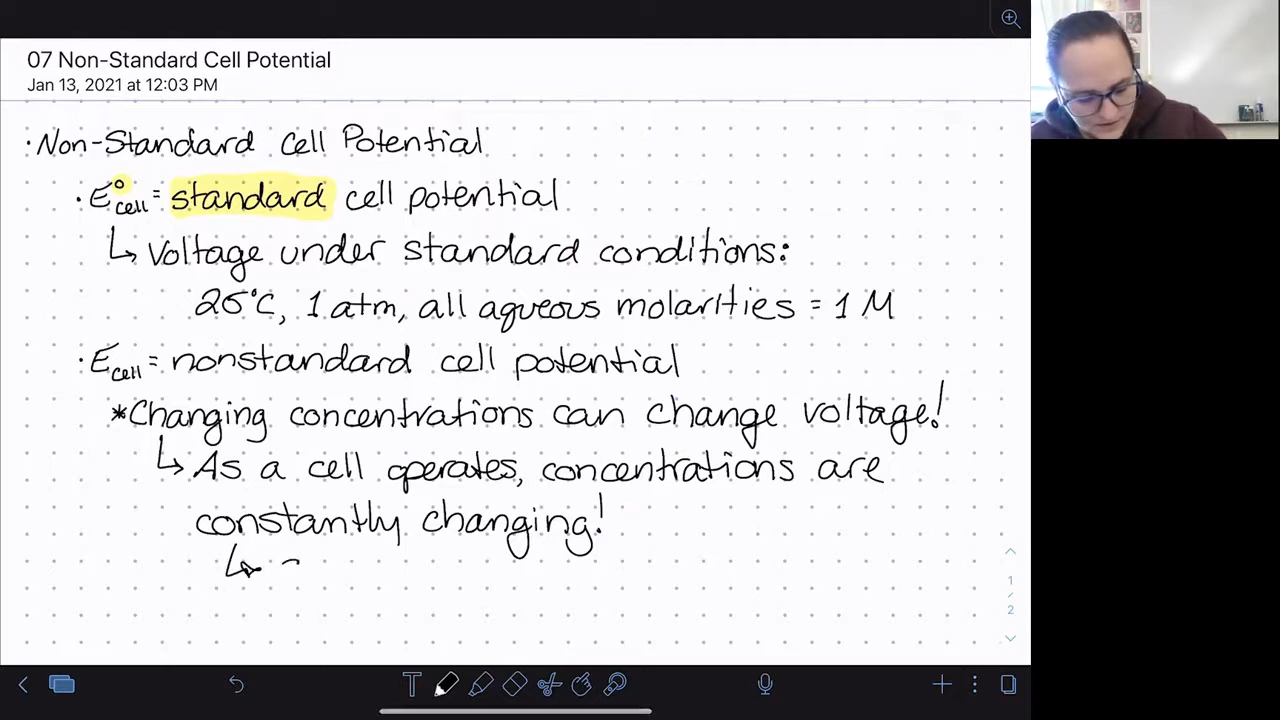 07 Non-Standard Cell Potential
Jan 13, 2021 at 12:03 PM
· Non-Standard Cell Potential
· E°cell = standard cell potential
↳ Voltage under standard conditions:
25°C, 1 atm, all aqueous molarities = 1 M
· Ecell = nonstandard cell potential
*Changing concentrations can change voltage!
↳ As a cell operates, concentrations are
constantly changing!
↳
1
/
2
T